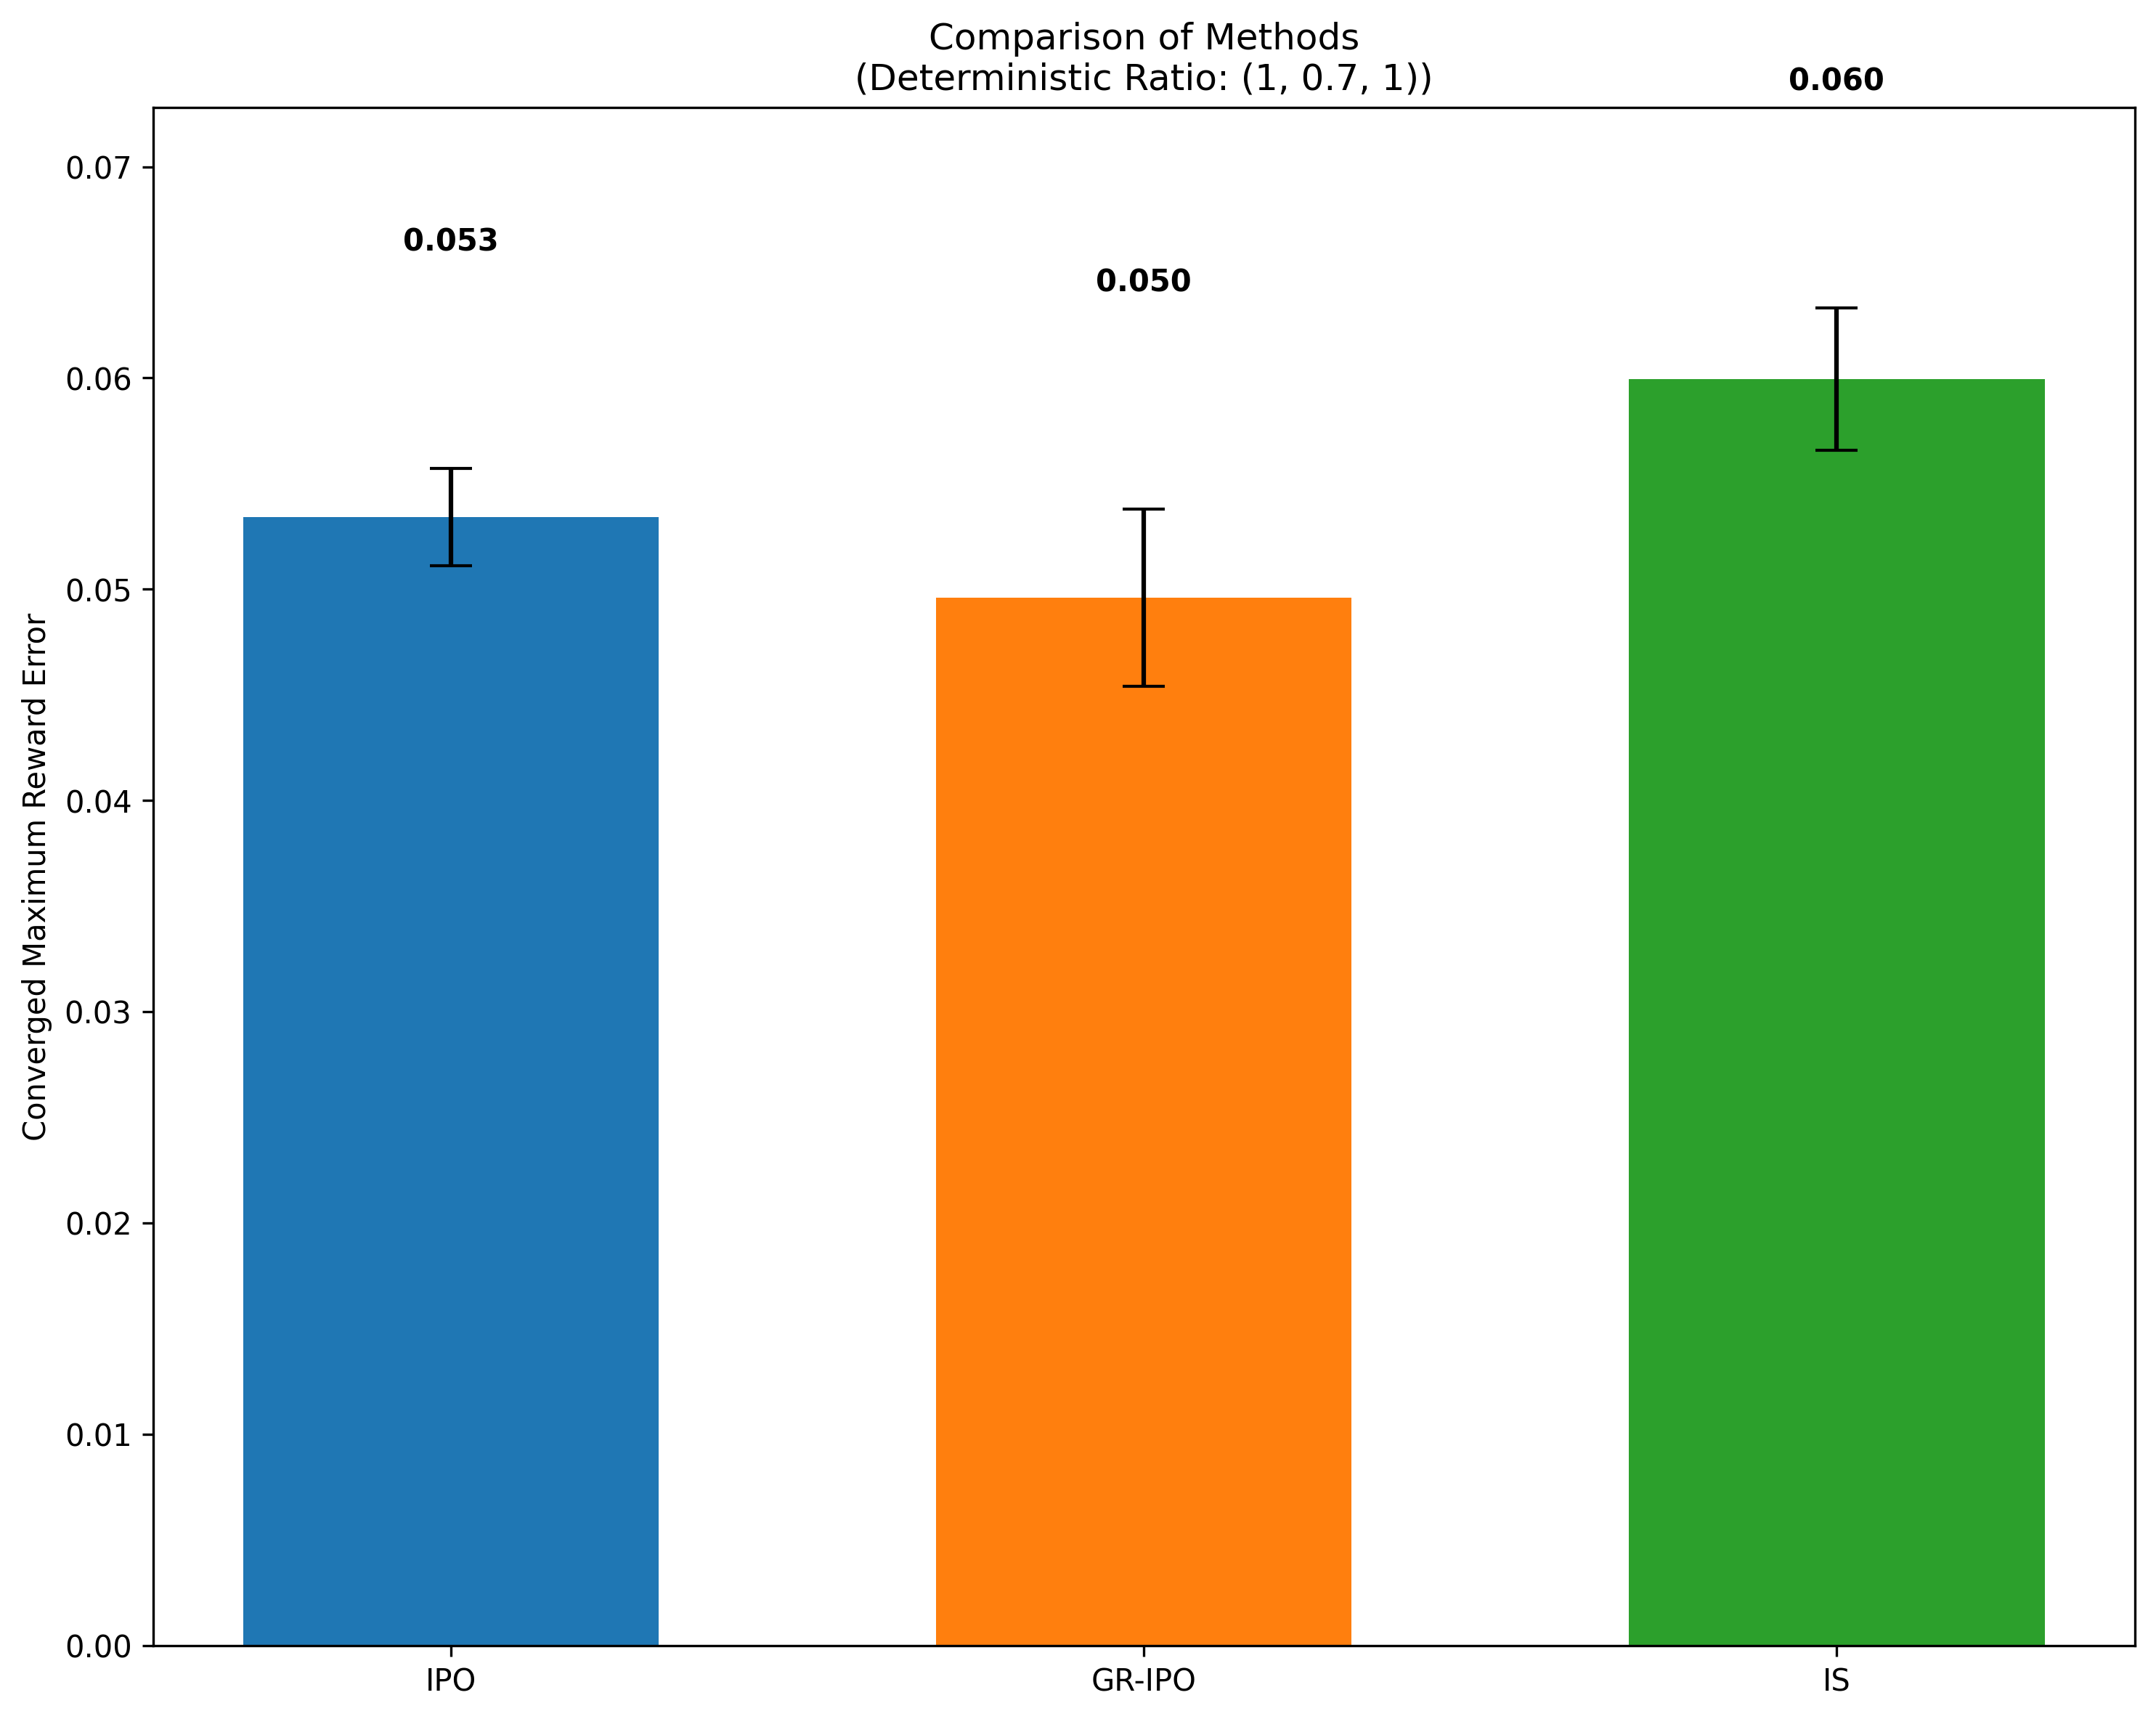 Comparison of Methods
(Deterministic Ratio: (1, 0.7, 1))
0.060
0.053
0.050
0.07
0.06
0.05
0.04
0.03
0.02
0.01
0.00
Converged Maximum Reward Error
IPO
GR-IPO
IS